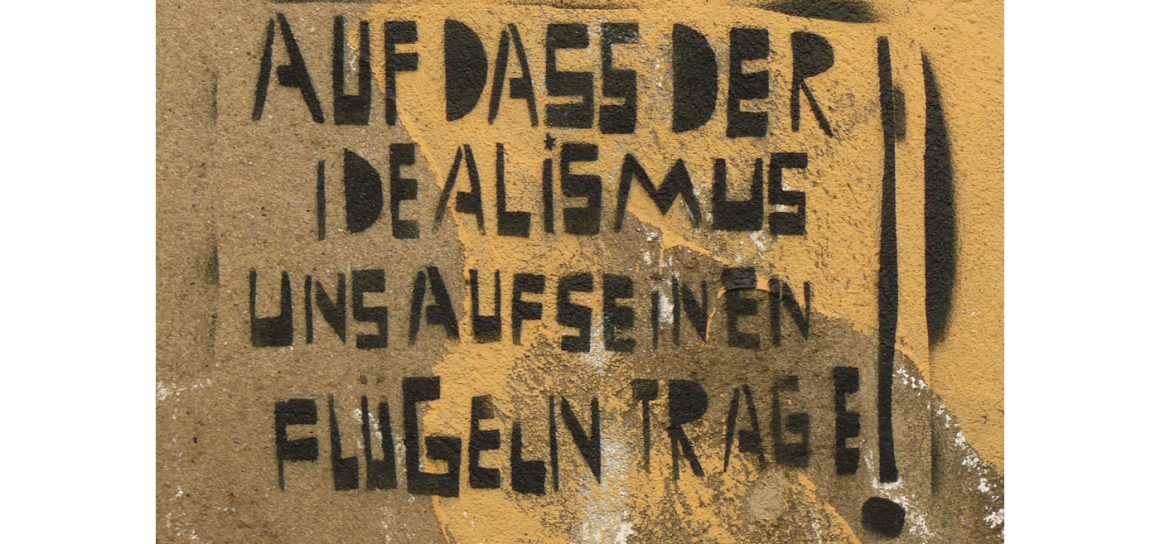 AUF DASS DER
IDEALISMUS
UNS AUF SEINEN
FLÜGELN TRAGE!